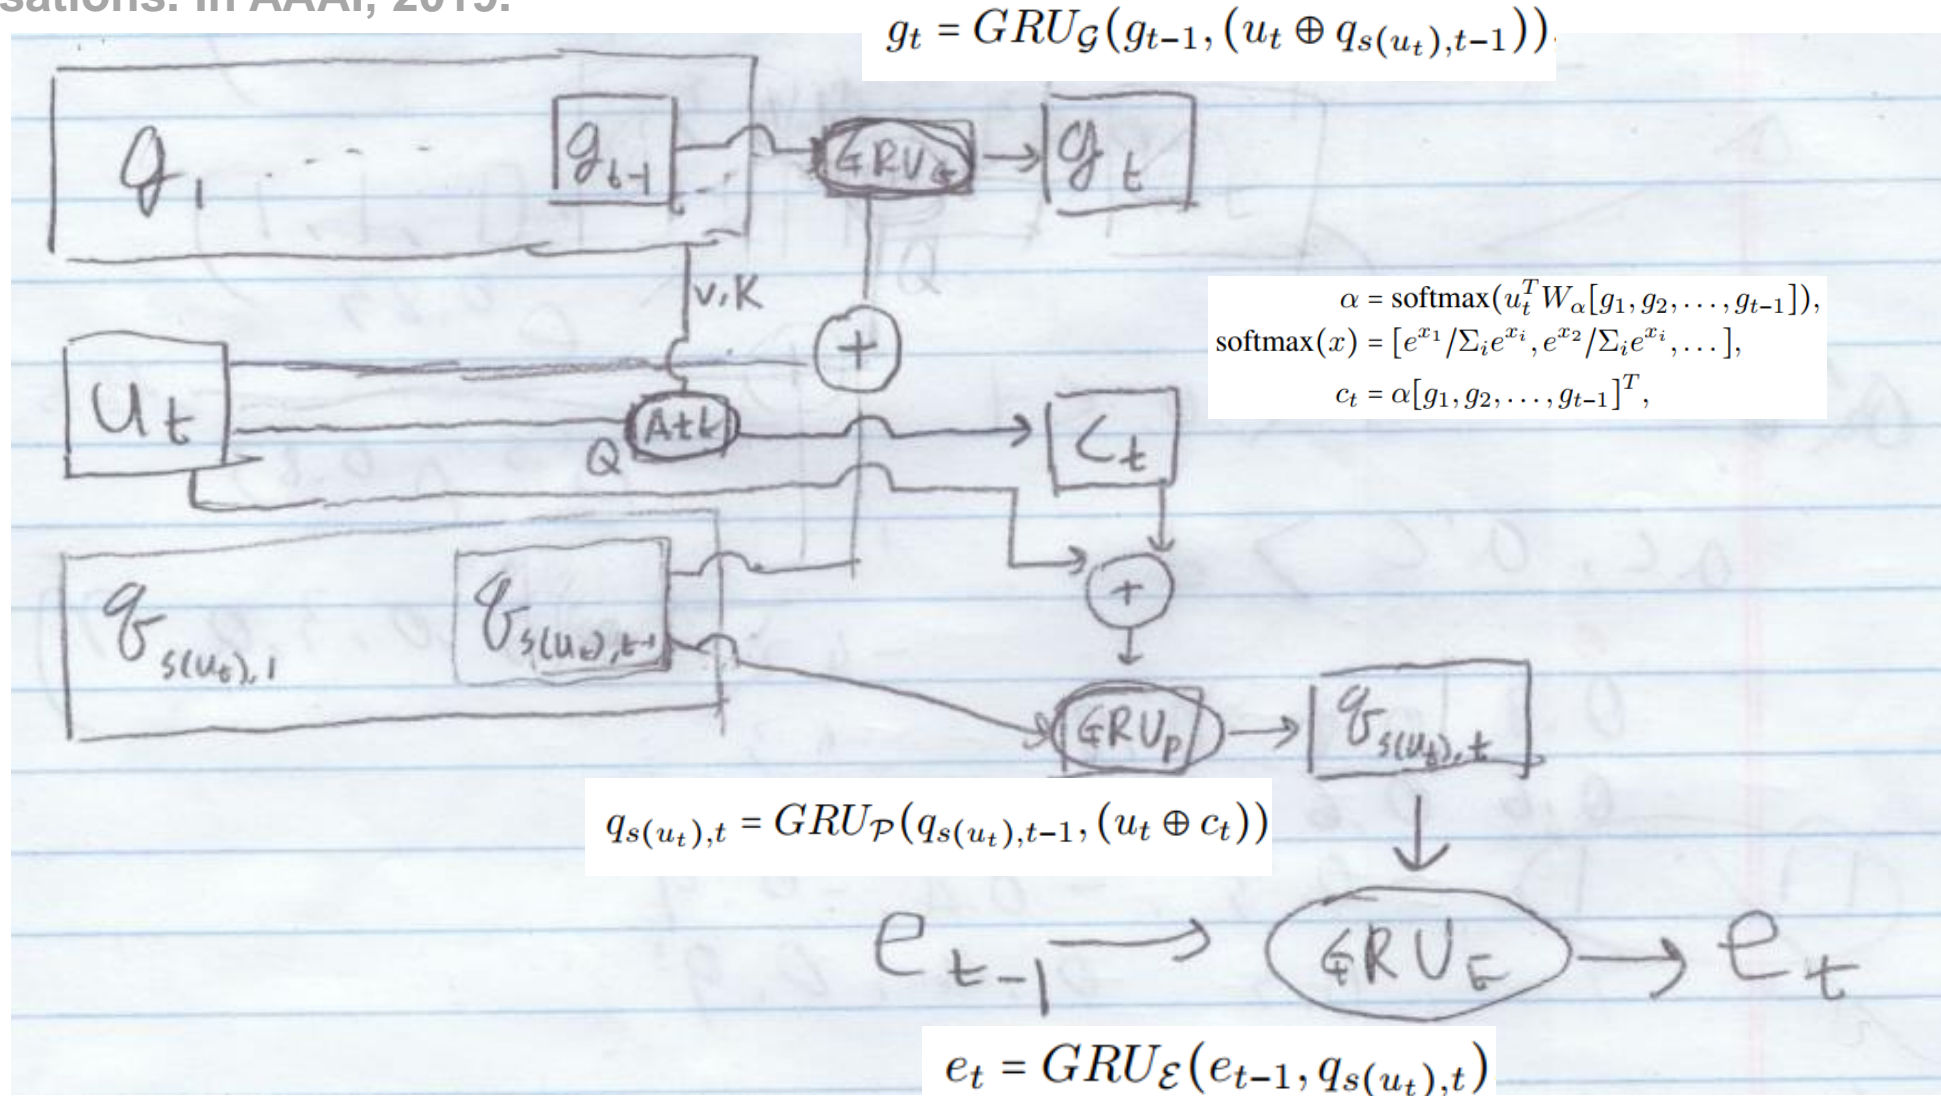 sations. In AAAI, 2019.
g_t = GRU_𝒢(g_{t−1}, (u_t ⊕ q_{s(u_t),t−1})).
g_1 - - - - g_{t-1} GRU_G g_t
V, K
α = softmax(u_t^T W_α[g_1, g_2, . . . , g_{t−1}]),
softmax(x) = [e^{x_1}/Σ_i e^{x_i}, e^{x_2}/Σ_i e^{x_i}, . . . ],
c_t = α[g_1, g_2, . . . , g_{t−1}]^T,
+
U_t Att C_t
Q
+
q_{s(u_t),1} q_{s(u_t),t-1}
GRU_P q_{s(u_t),t}
q_{s(u_t),t} = GRU_𝒫(q_{s(u_t),t−1}, (u_t ⊕ c_t))
e_{t-1} GRU_E e_t
e_t = GRU_ℰ(e_{t−1}, q_{s(u_t),t})